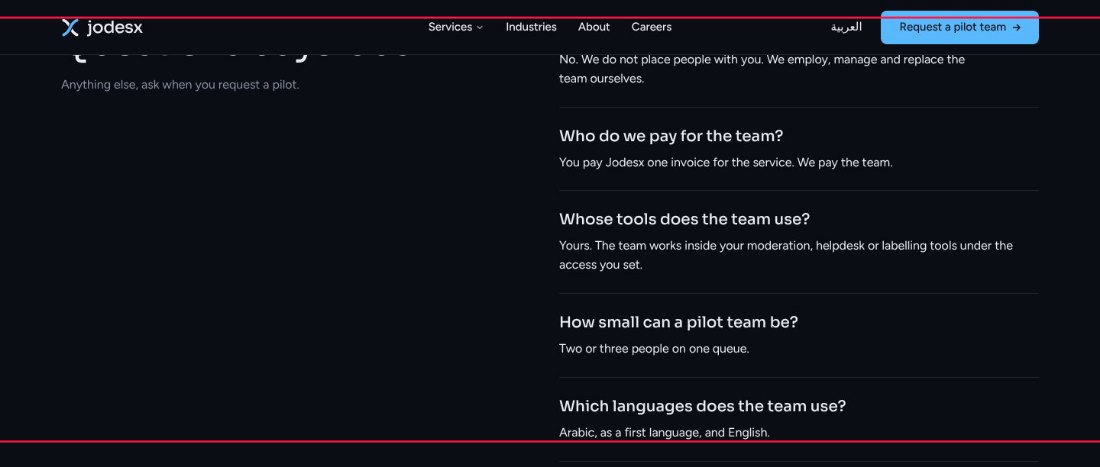 jodesx
Services
Industries
About
Careers
العربية
Request a pilot team →
Anything else, ask when you request a pilot.
No. We do not place people with you. We employ, manage and replace the
team ourselves.
Who do we pay for the team?
You pay Jodesx one invoice for the service. We pay the team.
Whose tools does the team use?
Yours. The team works inside your moderation, helpdesk or labelling tools under the
access you set.
How small can a pilot team be?
Two or three people on one queue.
Which languages does the team use?
Arabic, as a first language, and English.